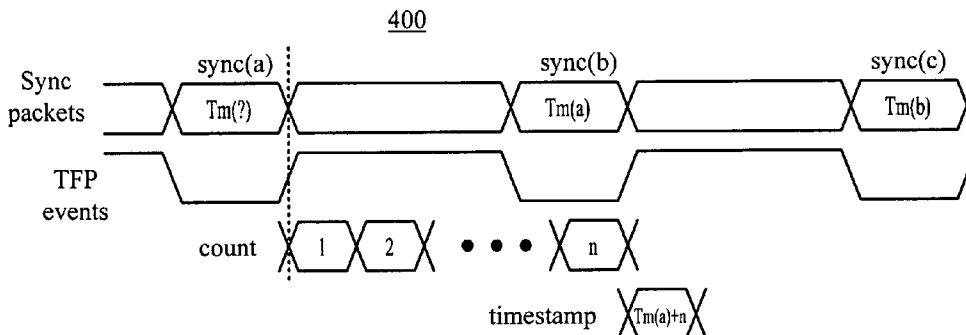 400
sync(a) sync(b) sync(c)
Sync
packets
Tm(?) Tm(a) Tm(b)
TFP
events
count 1 2 n
timestamp Tm(a)+n